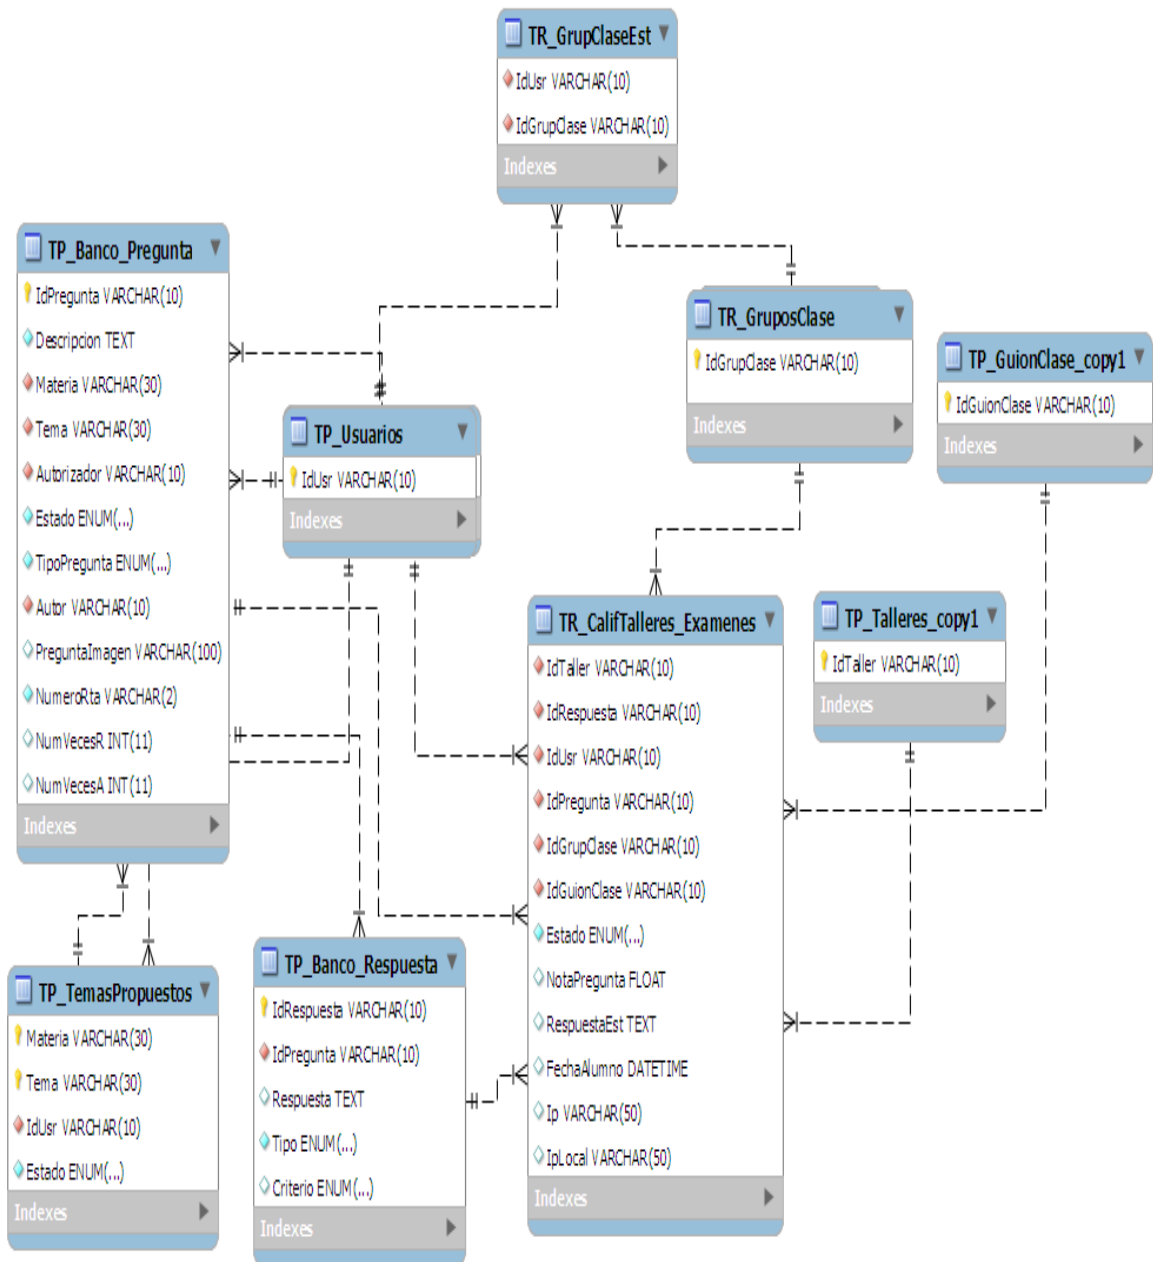 TR_GrupClaseEst
IdUsr VARCHAR(10)
IdGrupClase VARCHAR(10)
Indexes
TP_Banco_Pregunta
IdPregunta VARCHAR(10)
Descripcion TEXT
Materia VARCHAR(30)
Tema VARCHAR(30)
Autorizador VARCHAR(10)
Estado ENUM(...)
TipoPregunta ENUM(...)
Autor VARCHAR(10)
PreguntaImagen VARCHAR(100)
NumeroRta VARCHAR(2)
NumVecesR INT(11)
NumVecesA INT(11)
Indexes
TR_GruposClase
IdGrupClase VARCHAR(10)
Indexes
TP_GuionClase_copy1
IdGuionClase VARCHAR(10)
Indexes
TP_Usuarios
IdUsr VARCHAR(10)
Indexes
TR_CalifTalleres_Examenes
IdTaller VARCHAR(10)
IdRespuesta VARCHAR(10)
IdUsr VARCHAR(10)
IdPregunta VARCHAR(10)
IdGrupClase VARCHAR(10)
IdGuionClase VARCHAR(10)
Estado ENUM(...)
NotaPregunta FLOAT
RespuestaEst TEXT
FechaAlumno DATETIME
Ip VARCHAR(50)
IpLocal VARCHAR(50)
Indexes
TP_Talleres_copy1
IdTaller VARCHAR(10)
Indexes
TP_TemasPropuestos
Materia VARCHAR(30)
Tema VARCHAR(30)
IdUsr VARCHAR(10)
Estado ENUM(...)
Indexes
TP_Banco_Respuesta
IdRespuesta VARCHAR(10)
IdPregunta VARCHAR(10)
Respuesta TEXT
Tipo ENUM(...)
Criterio ENUM(...)
Indexes